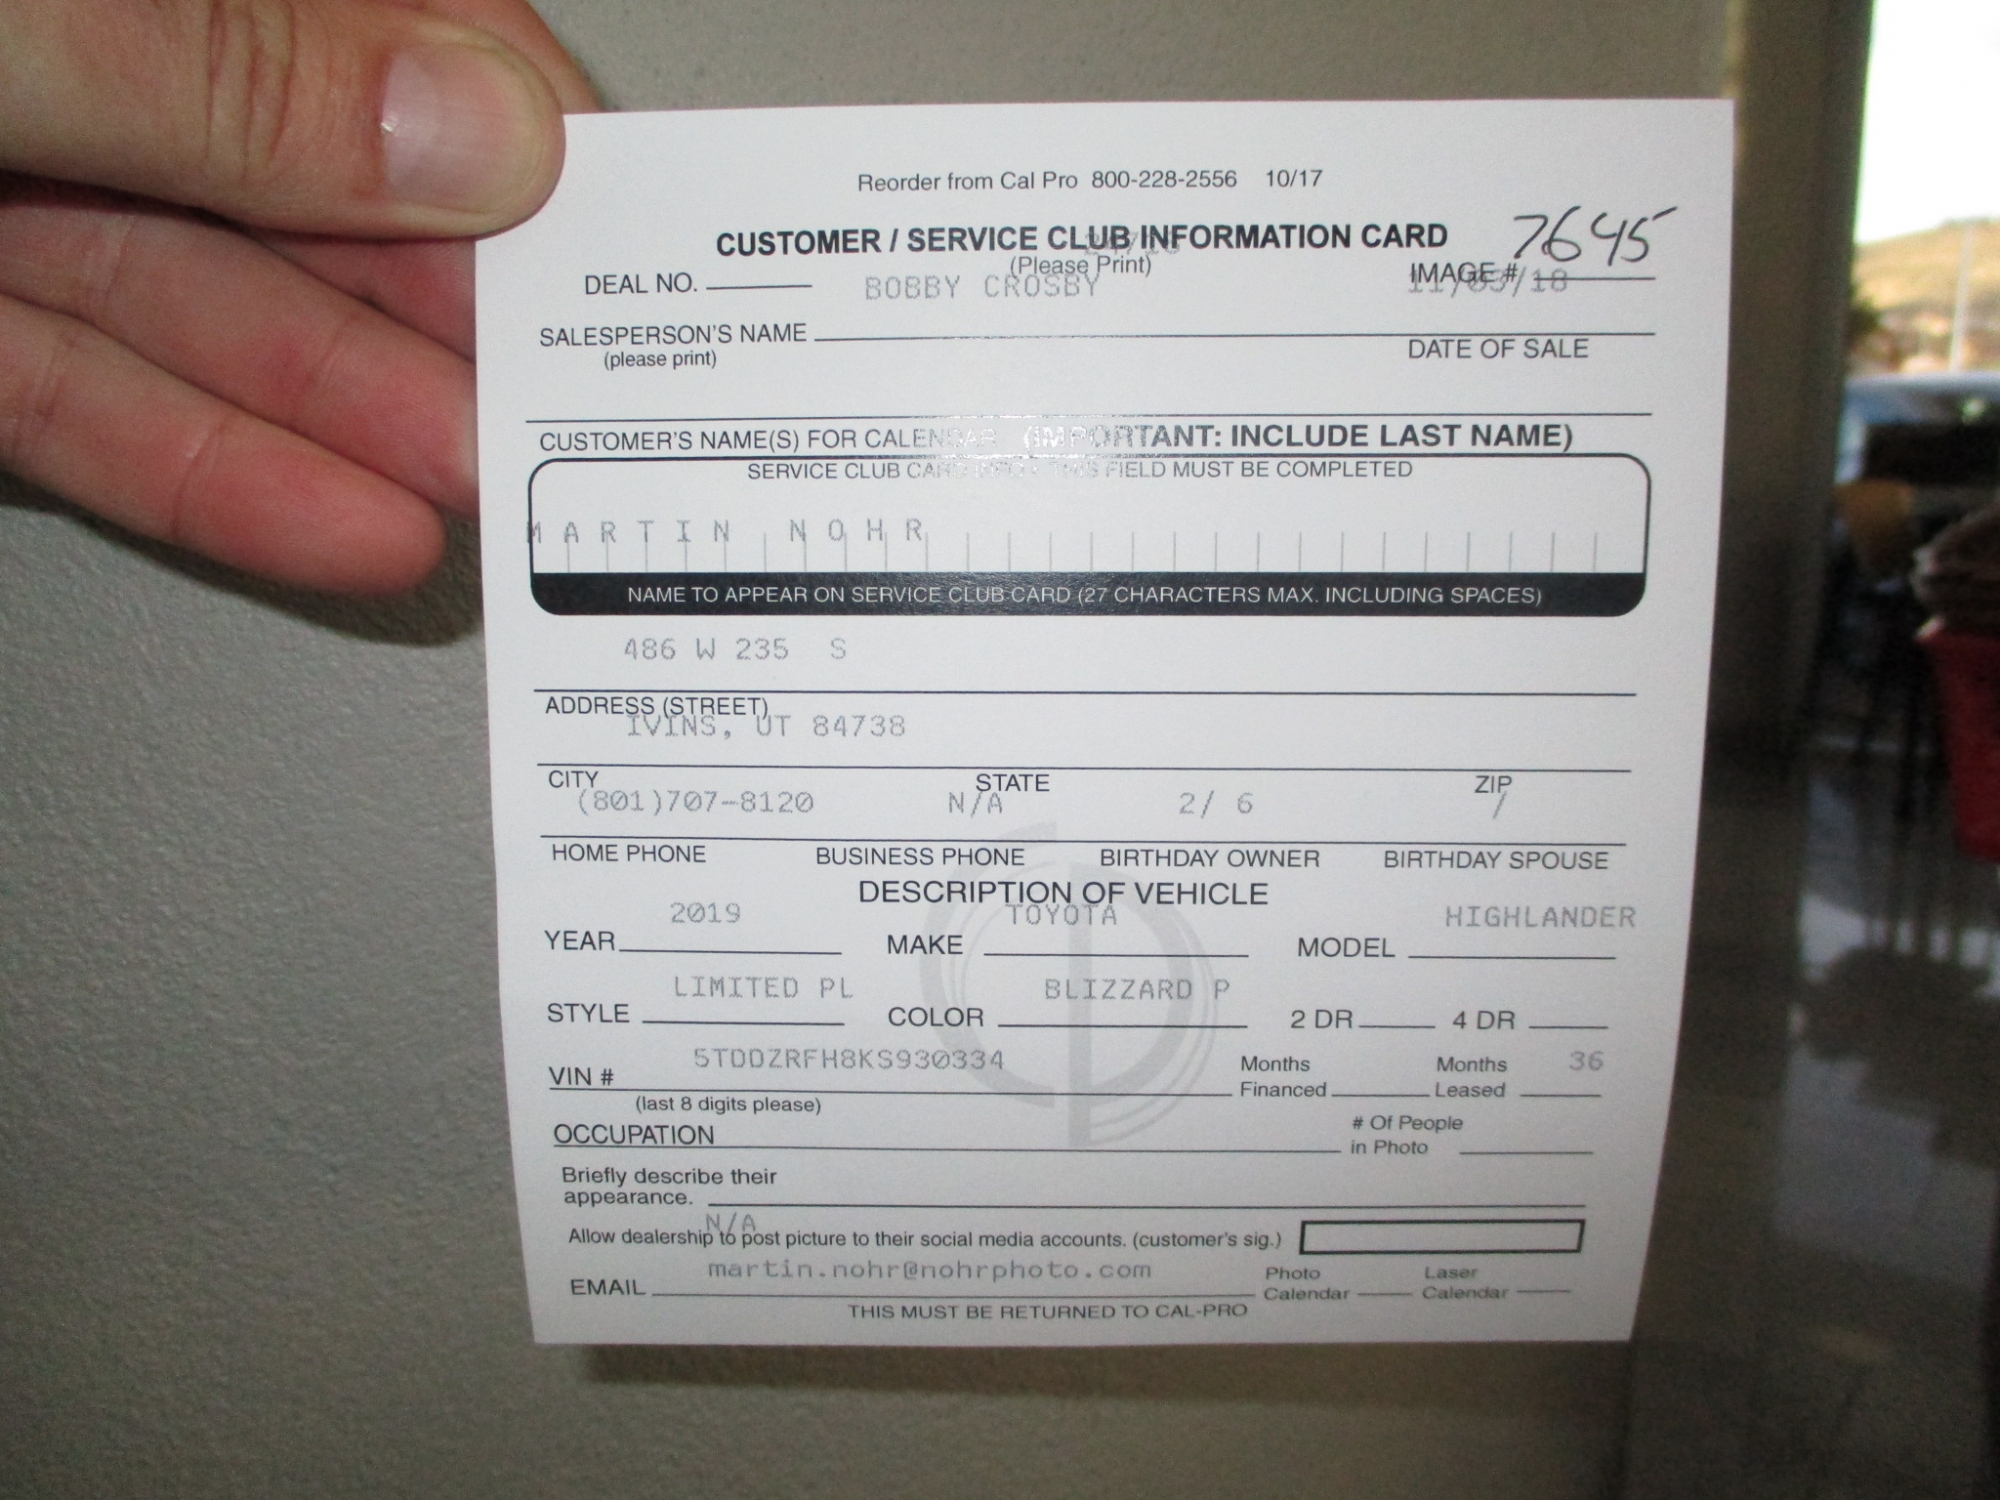 Reorder from Cal Pro 800-228-2556 10/17
CUSTOMER / SERVICE CLUB INFORMATION CARD 7645
(Please Print)
DEAL NO. BOBBY CROSBY IMAGE # 11/03/18
SALESPERSON'S NAME
(please print) DATE OF SALE
CUSTOMER'S NAME(S) FOR CALENDAR (IMPORTANT: INCLUDE LAST NAME)
SERVICE CLUB CARD INFO - THIS FIELD MUST BE COMPLETED
MARTIN NOHR
NAME TO APPEAR ON SERVICE CLUB CARD (27 CHARACTERS MAX. INCLUDING SPACES)
486 W 235 S
ADDRESS (STREET)
IVINS, UT 84738
CITY STATE ZIP
(801)707-8120 N/A 2/ 6 /
HOME PHONE BUSINESS PHONE BIRTHDAY OWNER BIRTHDAY SPOUSE
DESCRIPTION OF VEHICLE
2019 TOYOTA HIGHLANDER
YEAR MAKE MODEL
LIMITED PL BLIZZARD P
STYLE COLOR 2 DR 4 DR
5TDDZRFH8KS930334 Months Months 36
VIN # Financed Leased
(last 8 digits please)
OCCUPATION # Of People
in Photo
Briefly describe their
appearance.
N/A
Allow dealership to post picture to their social media accounts. (customer's sig.)
martin.nohr@nohrphoto.com Photo Laser
EMAIL Calendar Calendar
THIS MUST BE RETURNED TO CAL-PRO